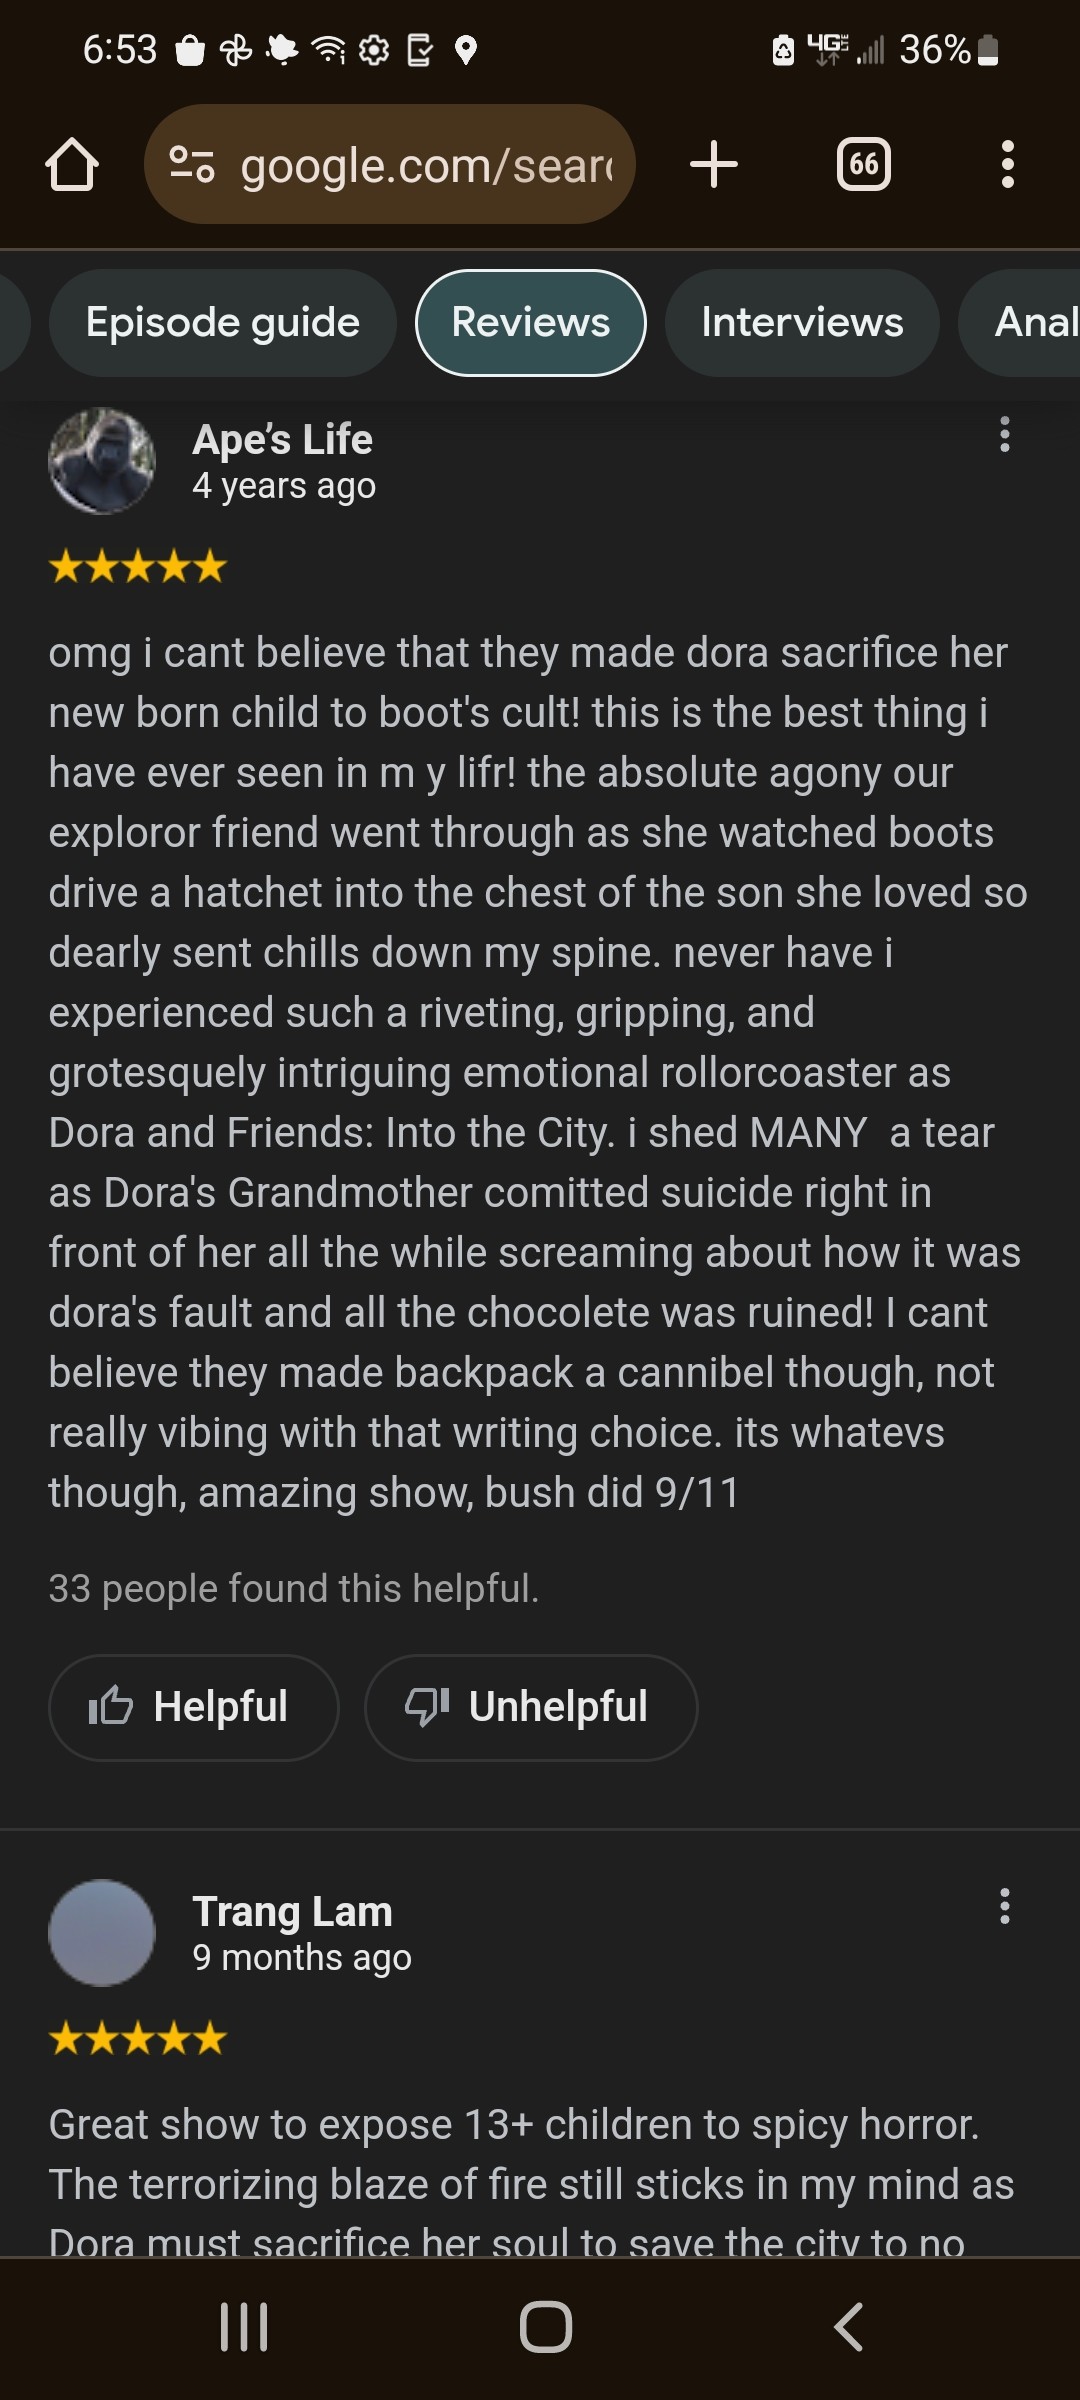 6:53 4G LTE 36%
google.com/sear
66
Episode guide Reviews Interviews Anal
Ape’s Life
4 years ago
omg i cant believe that they made dora sacrifice her
new born child to boot's cult! this is the best thing i
have ever seen in m y lifr! the absolute agony our
exploror friend went through as she watched boots
drive a hatchet into the chest of the son she loved so
dearly sent chills down my spine. never have i
experienced such a riveting, gripping, and
grotesquely intriguing emotional rollorcoaster as
Dora and Friends: Into the City. i shed MANY  a tear
as Dora's Grandmother comitted suicide right in
front of her all the while screaming about how it was
dora's fault and all the chocolete was ruined! I cant
believe they made backpack a cannibel though, not
really vibing with that writing choice. its whatevs
though, amazing show, bush did 9/11
33 people found this helpful.
Helpful Unhelpful
Trang Lam
9 months ago
Great show to expose 13+ children to spicy horror.
The terrorizing blaze of fire still sticks in my mind as
Dora must sacrifice her soul to save the city to no